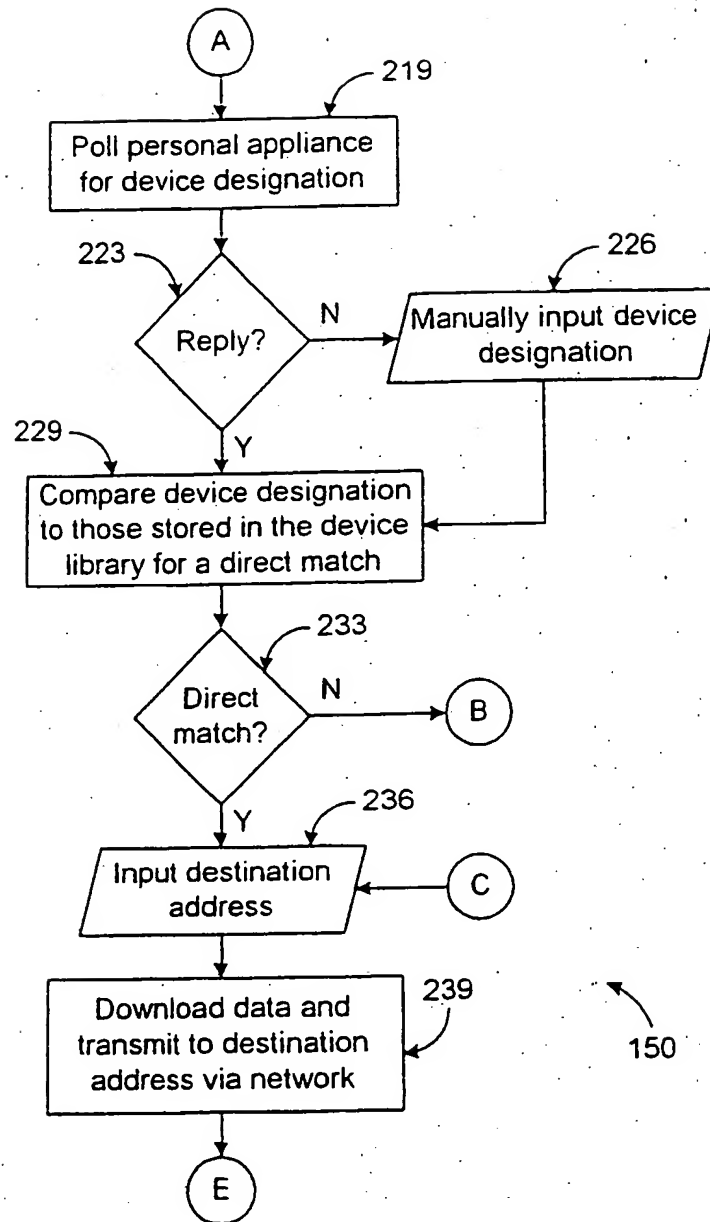 A
219
Poll personal appliance
for device designation
223
226
Reply?
N
Manually input device
designation
Y
229
Compare device designation
to those stored in the device
library for a direct match
233
Direct
match?
N
B
Y
236
Input destination
address
C
Download data and
transmit to destination
address via network
239
150
E